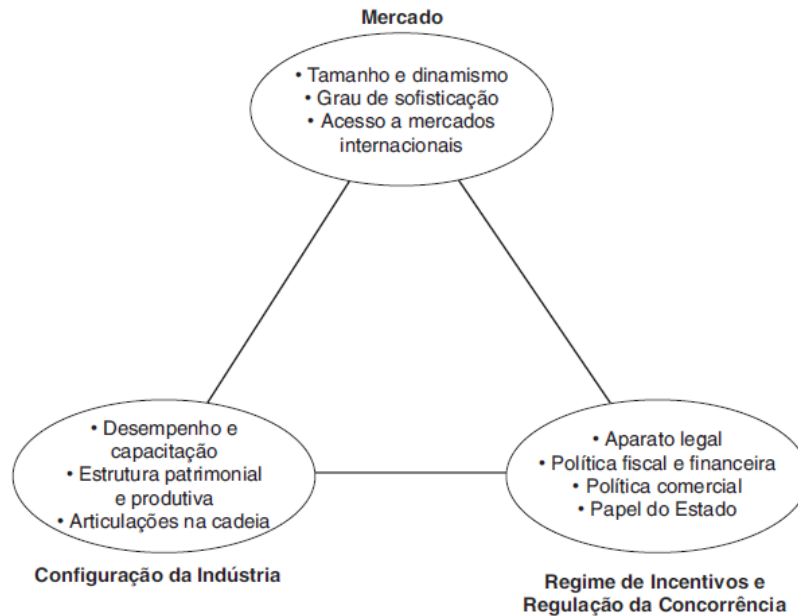 Mercado
• Tamanho e dinamismo
• Grau de sofisticação
• Acesso a mercados
internacionais
• Desempenho e
capacitação
• Estrutura patrimonial
e produtiva
• Articulações na cadeia
Configuração da Indústria
• Aparato legal
• Política fiscal e financeira
• Política comercial
• Papel do Estado
Regime de Incentivos e
Regulação da Concorrência